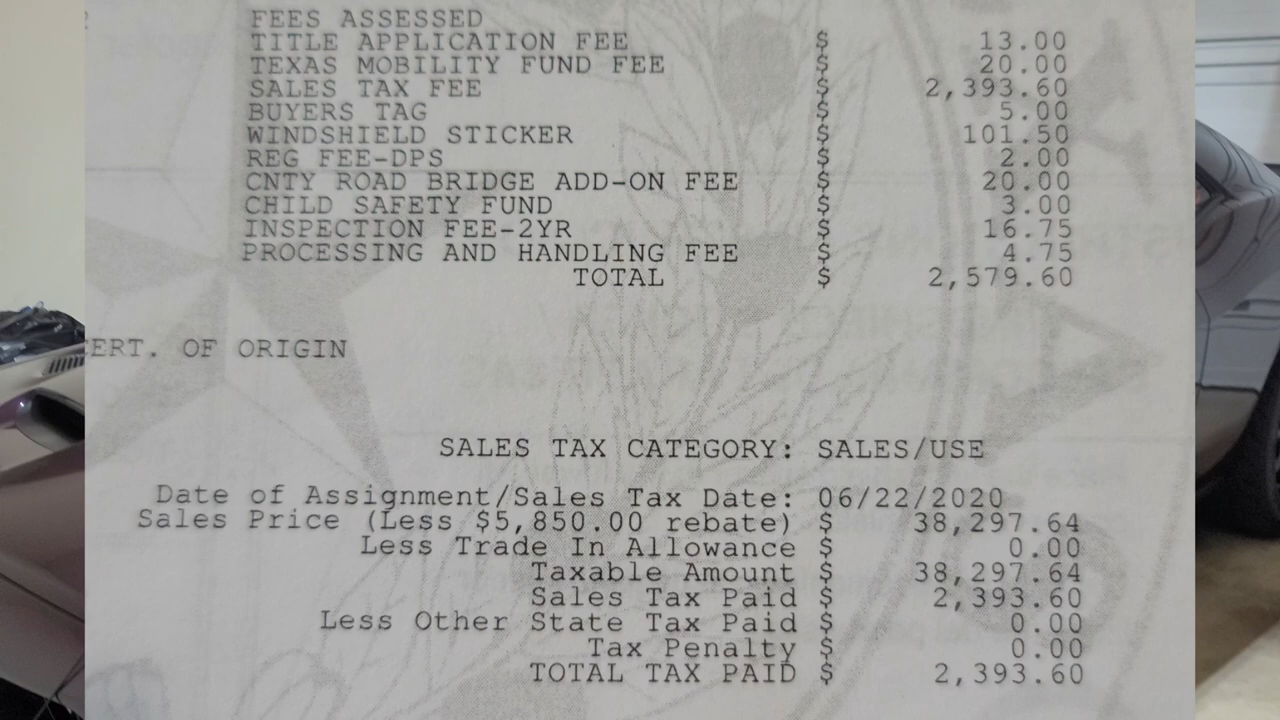 FEES ASSESSED
TITLE APPLICATION FEE $ 13.00
TEXAS MOBILITY FUND FEE $ 20.00
SALES TAX FEE $ 2,393.60
BUYERS TAG $ 5.00
WINDSHIELD STICKER $ 101.50
REG FEE-DPS $ 2.00
CNTY ROAD BRIDGE ADD-ON FEE $ 20.00
CHILD SAFETY FUND $ 3.00
INSPECTION FEE-2YR $ 16.75
PROCESSING AND HANDLING FEE $ 4.75
TOTAL $ 2,579.60
CERT. OF ORIGIN
SALES TAX CATEGORY: SALES/USE
Date of Assignment/Sales Tax Date: 06/22/2020
Sales Price (Less $5,850.00 rebate) $ 38,297.64
Less Trade In Allowance $ 0.00
Taxable Amount $ 38,297.64
Sales Tax Paid $ 2,393.60
Less Other State Tax Paid $ 0.00
Tax Penalty $ 0.00
TOTAL TAX PAID $ 2,393.60